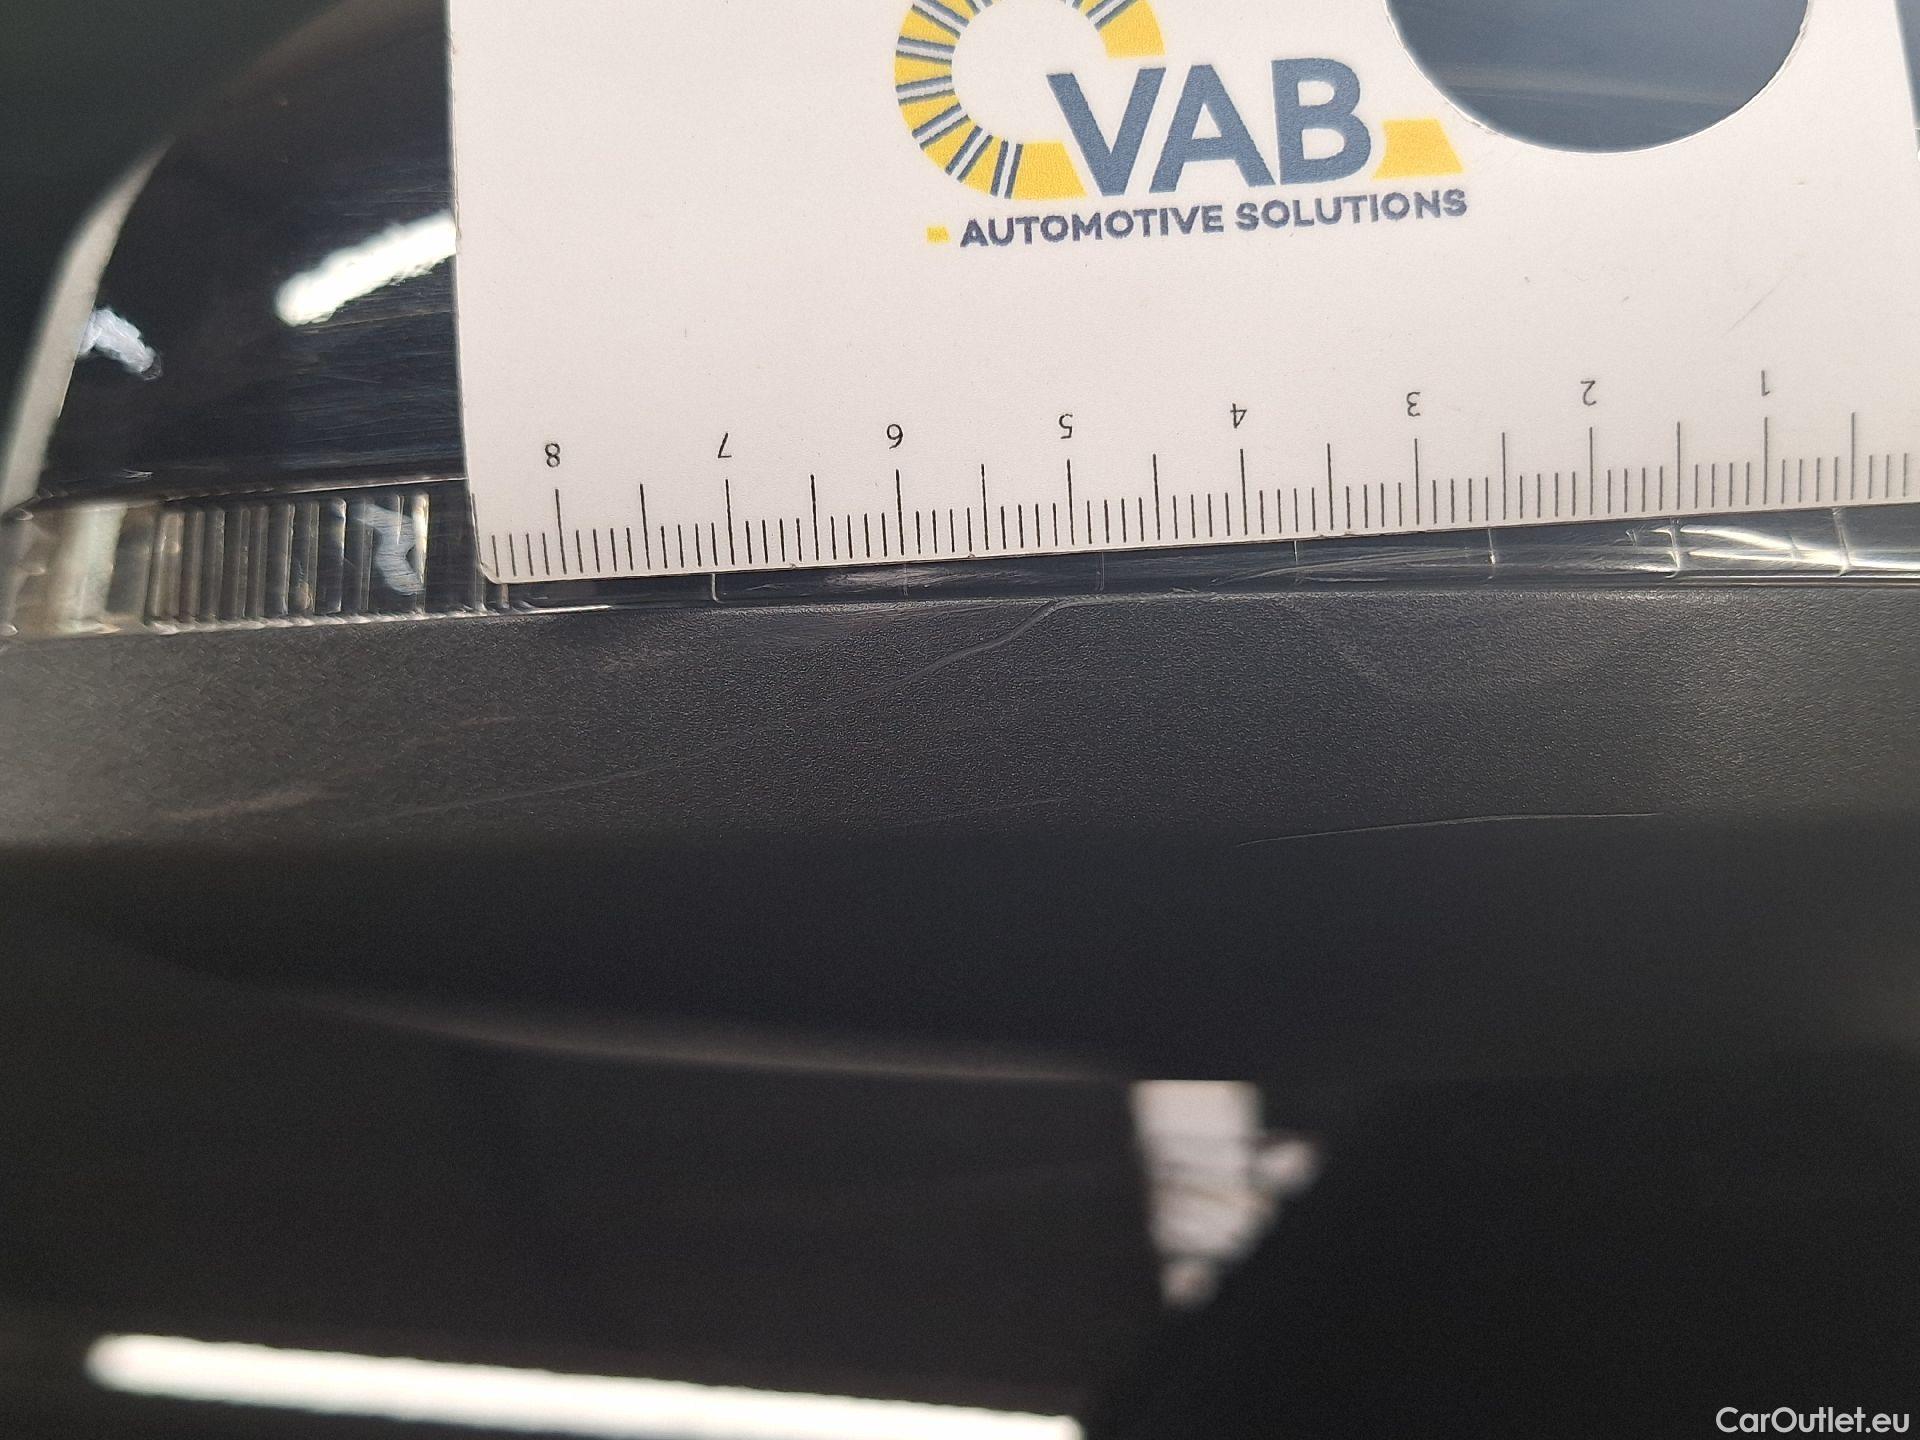 VAB
AUTOMOTIVE SOLUTIONS
8 7 6 5 4 3 2 1
CarOutlet.eu